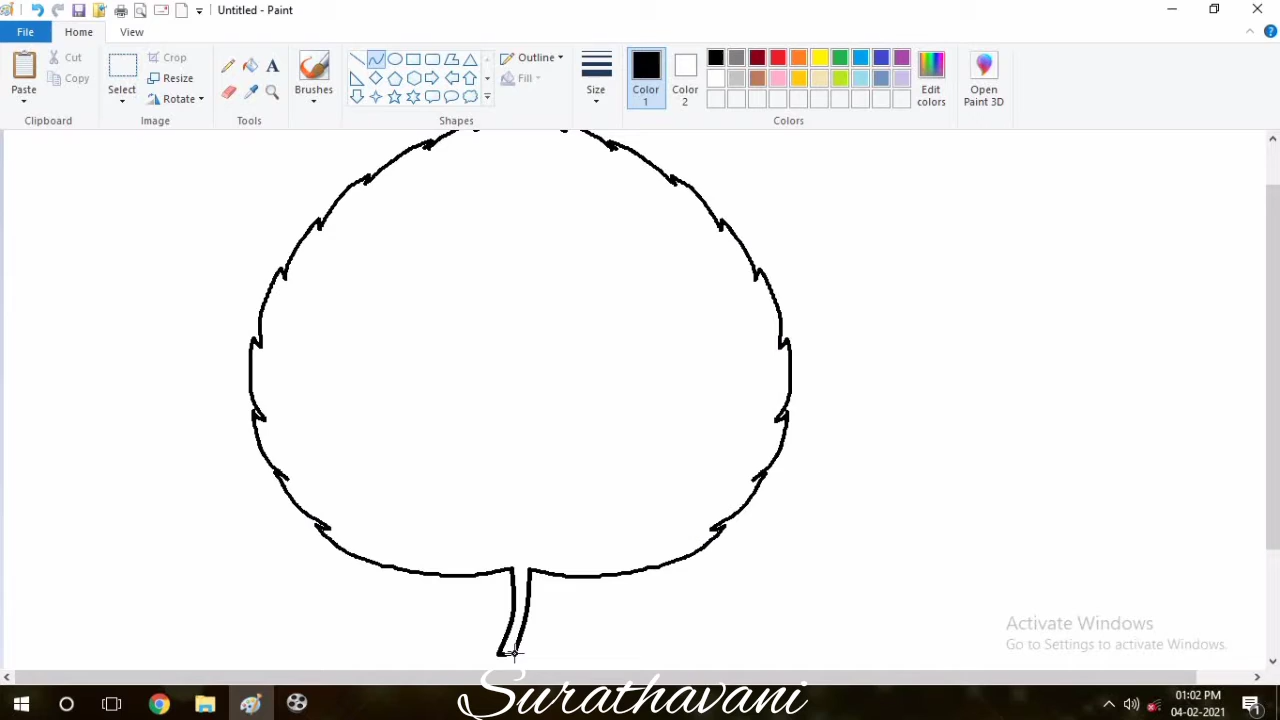 Untitled - Paint
File Home View
Cut
Copy
Paste
Clipboard
Crop
Resize
Rotate
Select
Image
A
Tools
Brushes
Outline
Fill
Shapes
Size
Color 1
Color 2
Edit colors
Colors
Open Paint 3D
Activate Windows
Go to Settings to activate Windows.
Surathavani
01:02 PM
04-02-2021
1